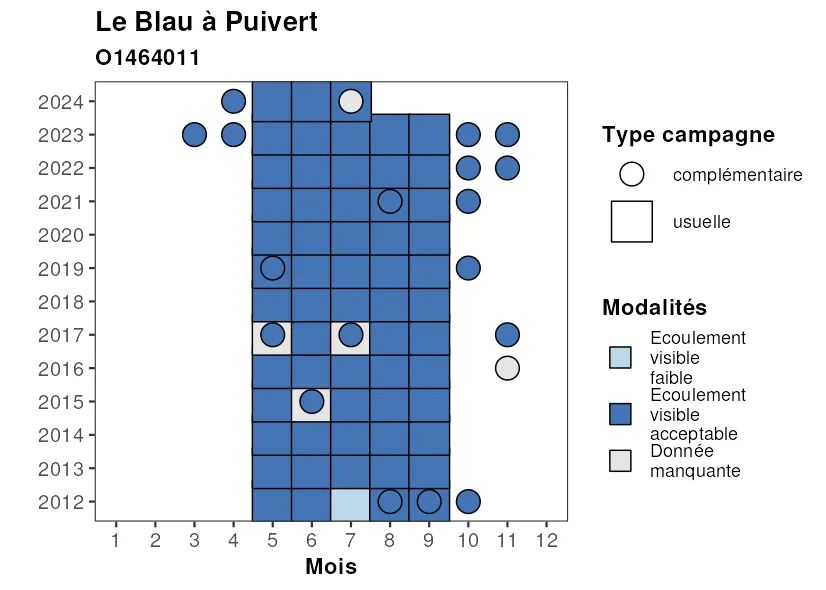 Le Blau à Puivert
O1464011
2024
2023
2022
2021
2020
2019
2018
2017
2016
2015
2014
2013
2012
1 2 3 4 5 6 7 8 9 10 11 12
Mois
Type campagne
complémentaire
usuelle
Modalités
Ecoulement
visible
faible
Ecoulement
visible
acceptable
Donnée
manquante